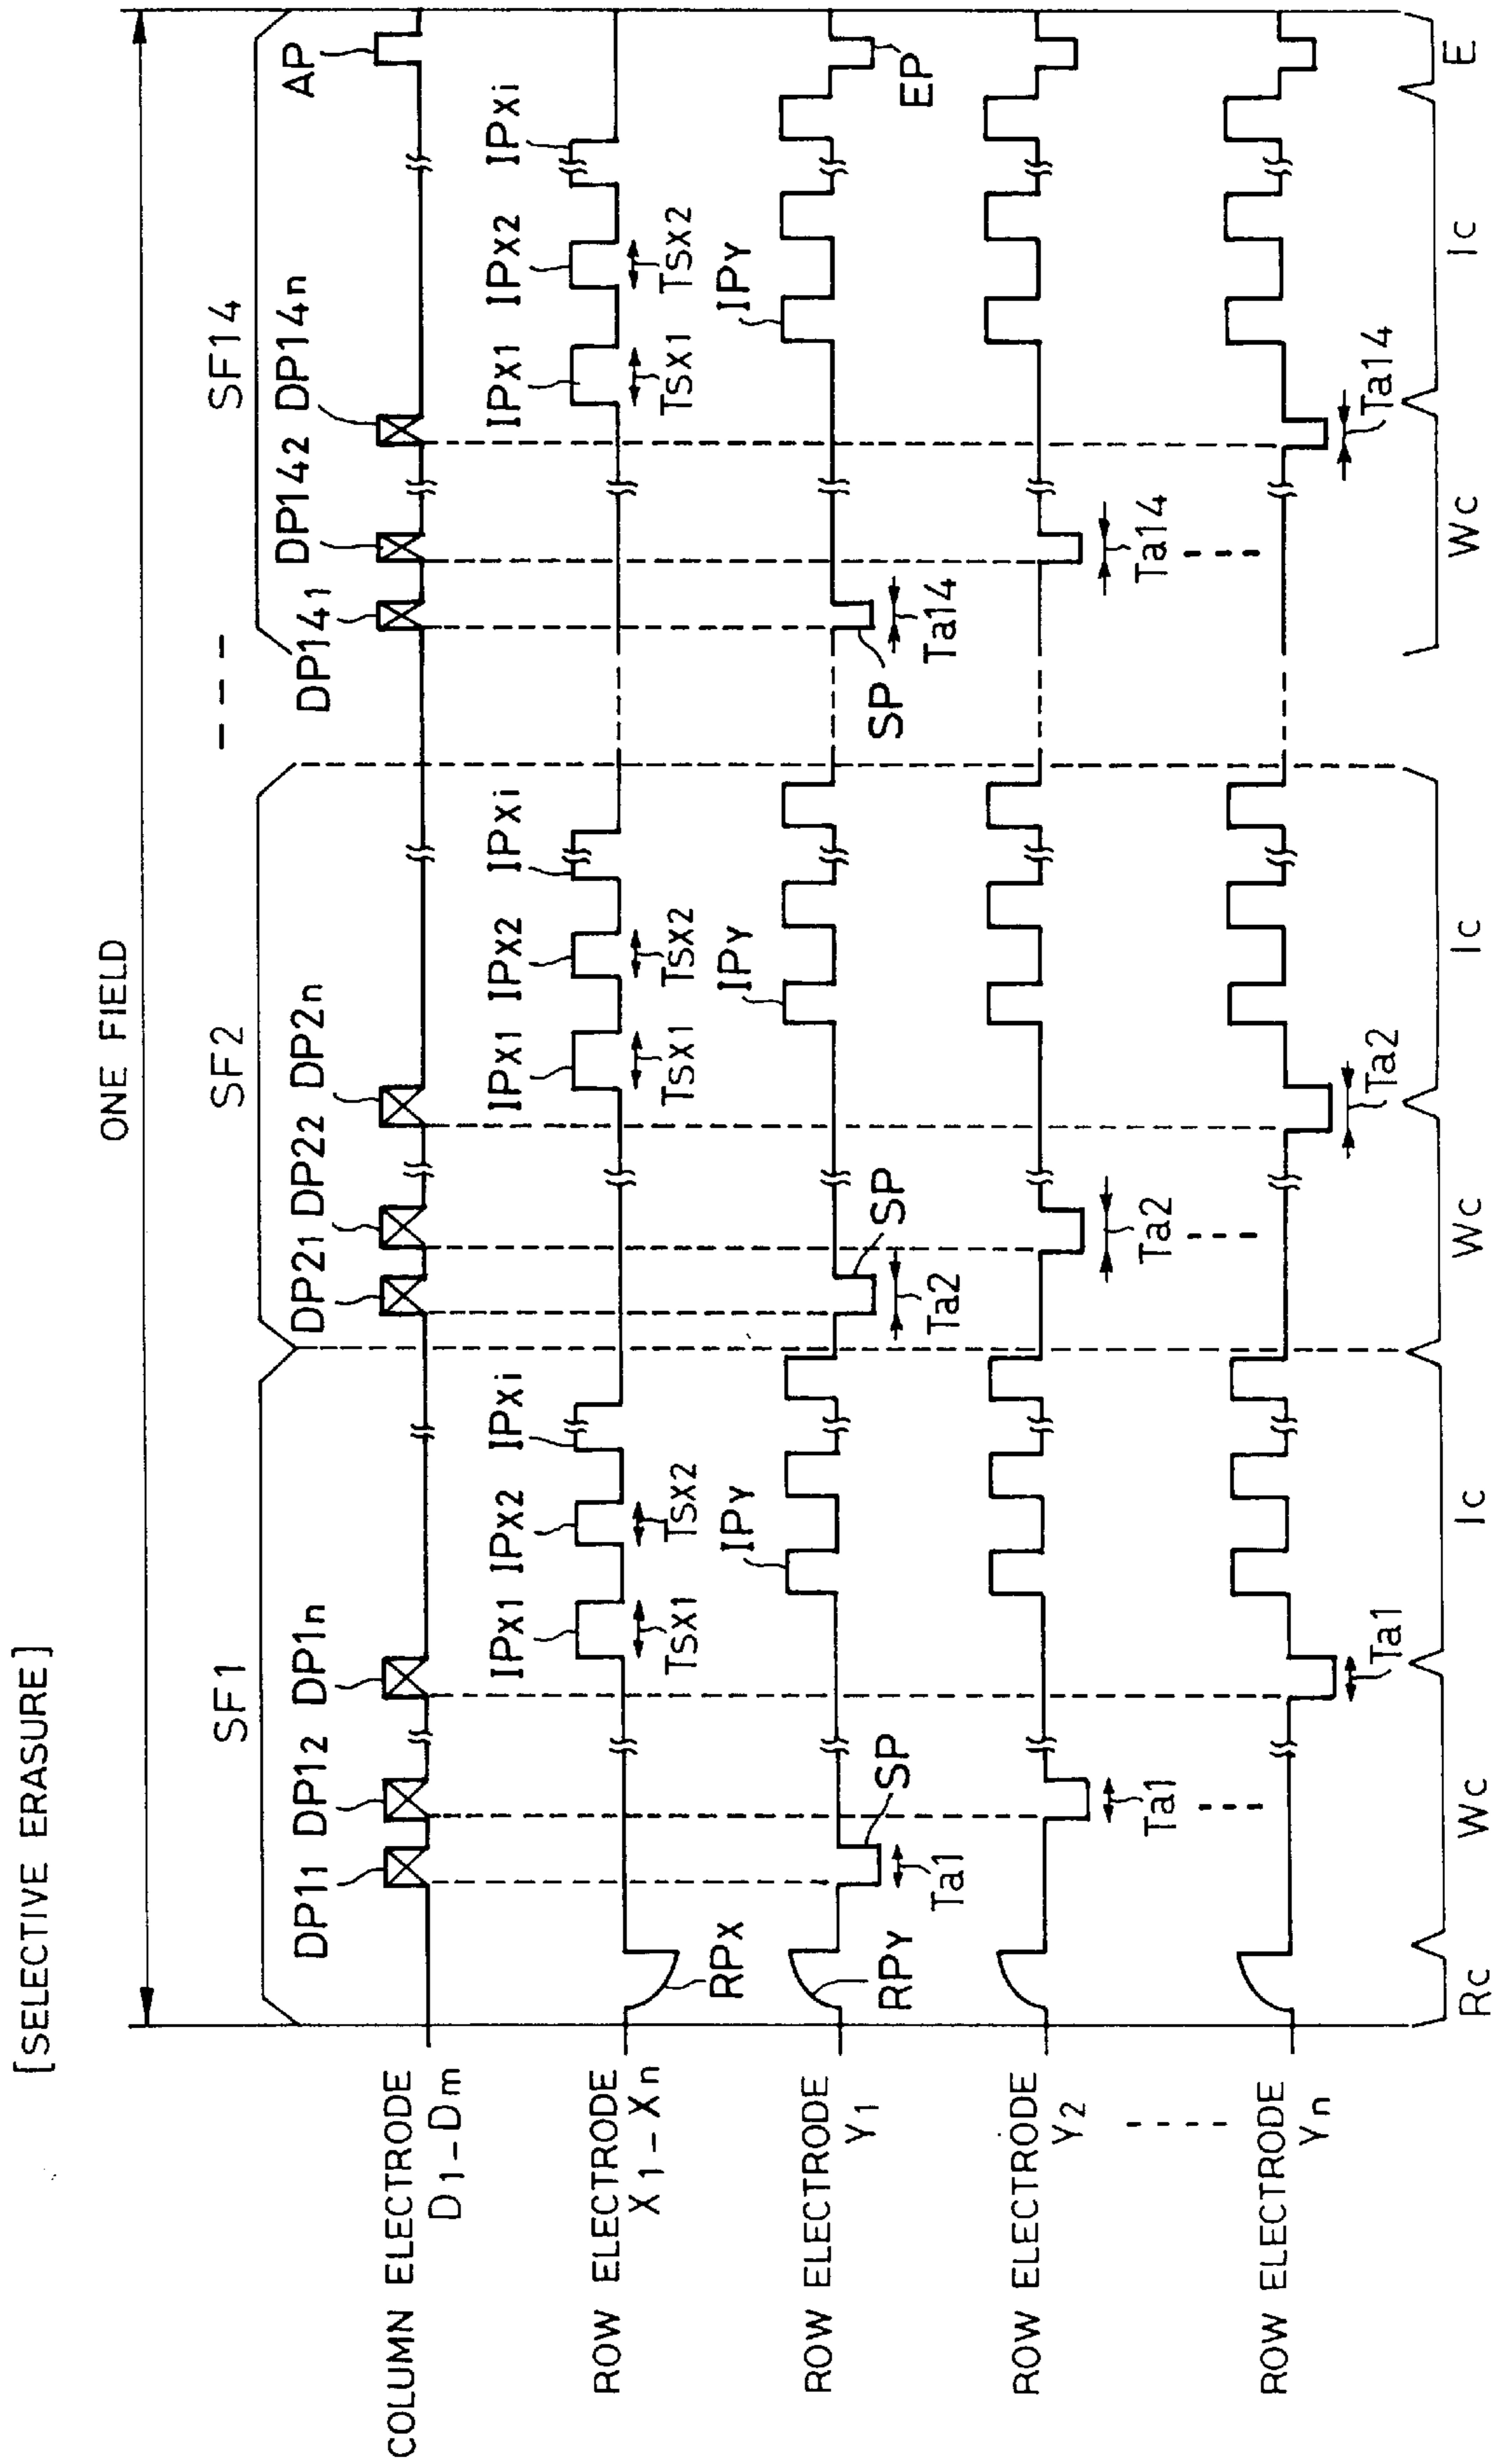 [SELECTIVE ERASURE]
ONE FIELD
SF1 SF2 --- SF14
COLUMN ELECTRODE
D1-Dm
DP11 DP12 DP1n DP21 DP22 DP2n DP141 DP142 DP14n AP
ROW ELECTRODE
X1-Xn
RPX IPX1 IPX2 IPXi IPX1 IPX2 IPXi IPX1 IPX2 IPXi
TSX1 TSX2 TSX1 TSX2 TSX1 TSX2
ROW ELECTRODE
Y1
RPY SP IPY SP IPY SP IPY EP
Ta1 Ta2 Ta14
ROW ELECTRODE
Y2
Ta1 Ta2 Ta14
ROW ELECTRODE
Yn
Ta1 Ta2 Ta14
Rc Wc Ic Wc Ic Wc Ic E